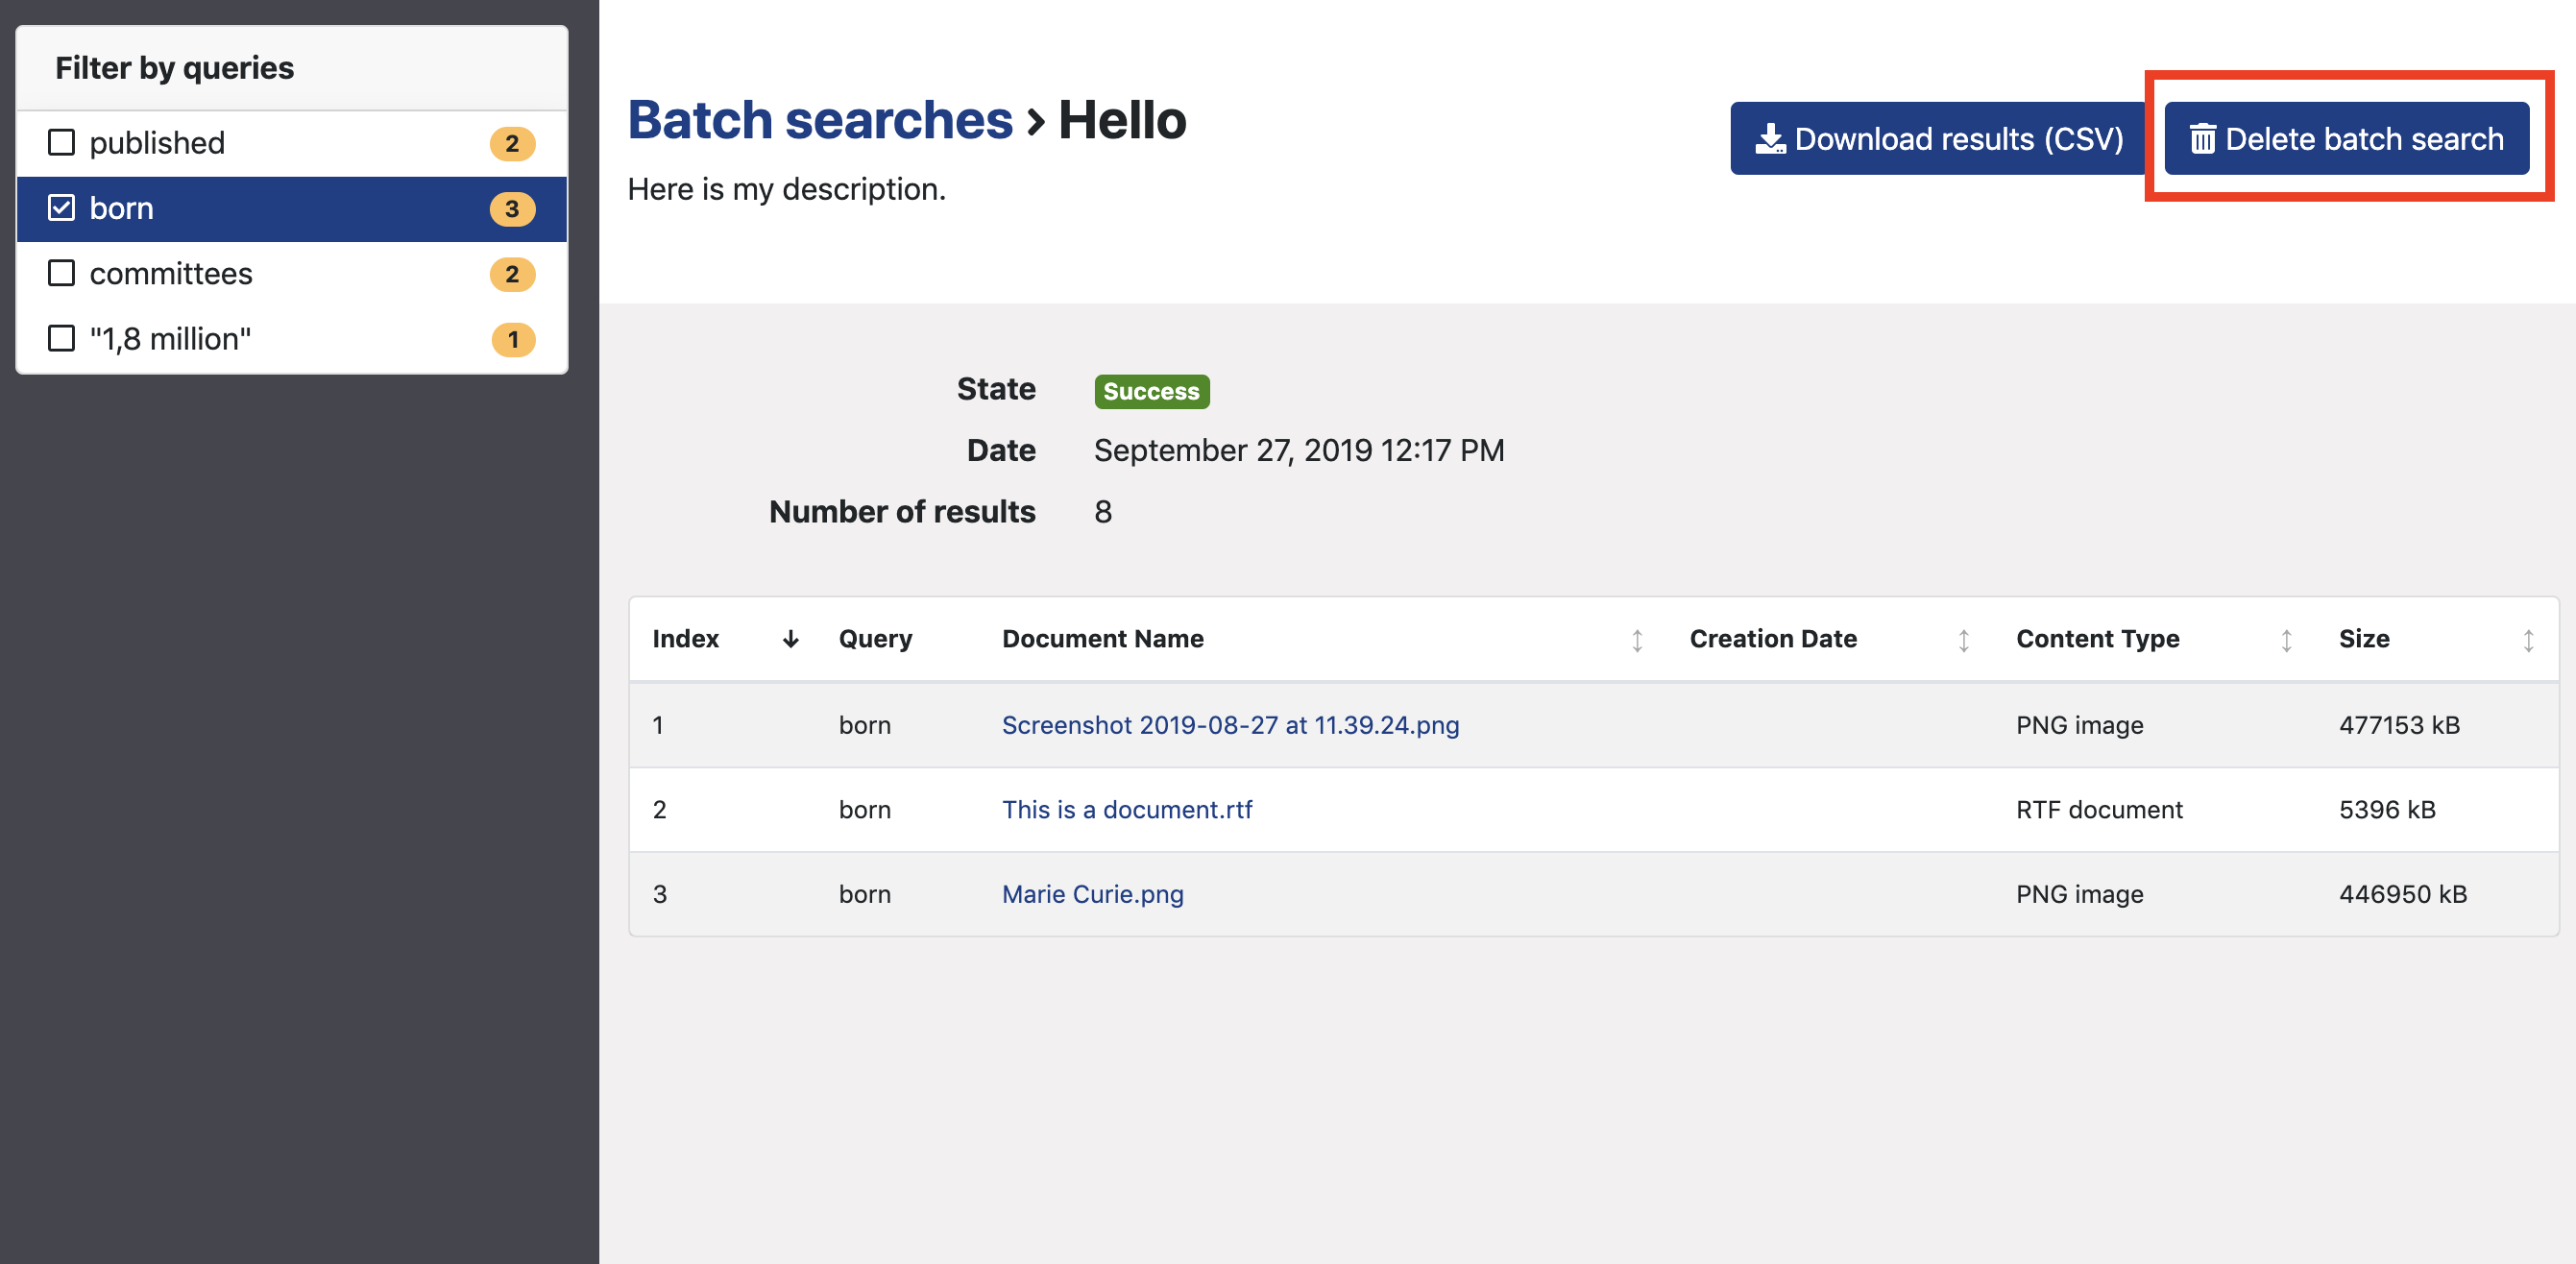 Filter by queries
published 2
born 3
committees 2
"1,8 million" 1
Batch searches › Hello
Here is my description.
Download results (CSV)
Delete batch search
State Success
Date September 27, 2019 12:17 PM
Number of results 8
Index Query Document Name Creation Date Content Type Size
1 born Screenshot 2019-08-27 at 11.39.24.png PNG image 477153 kB
2 born This is a document.rtf RTF document 5396 kB
3 born Marie Curie.png PNG image 446950 kB